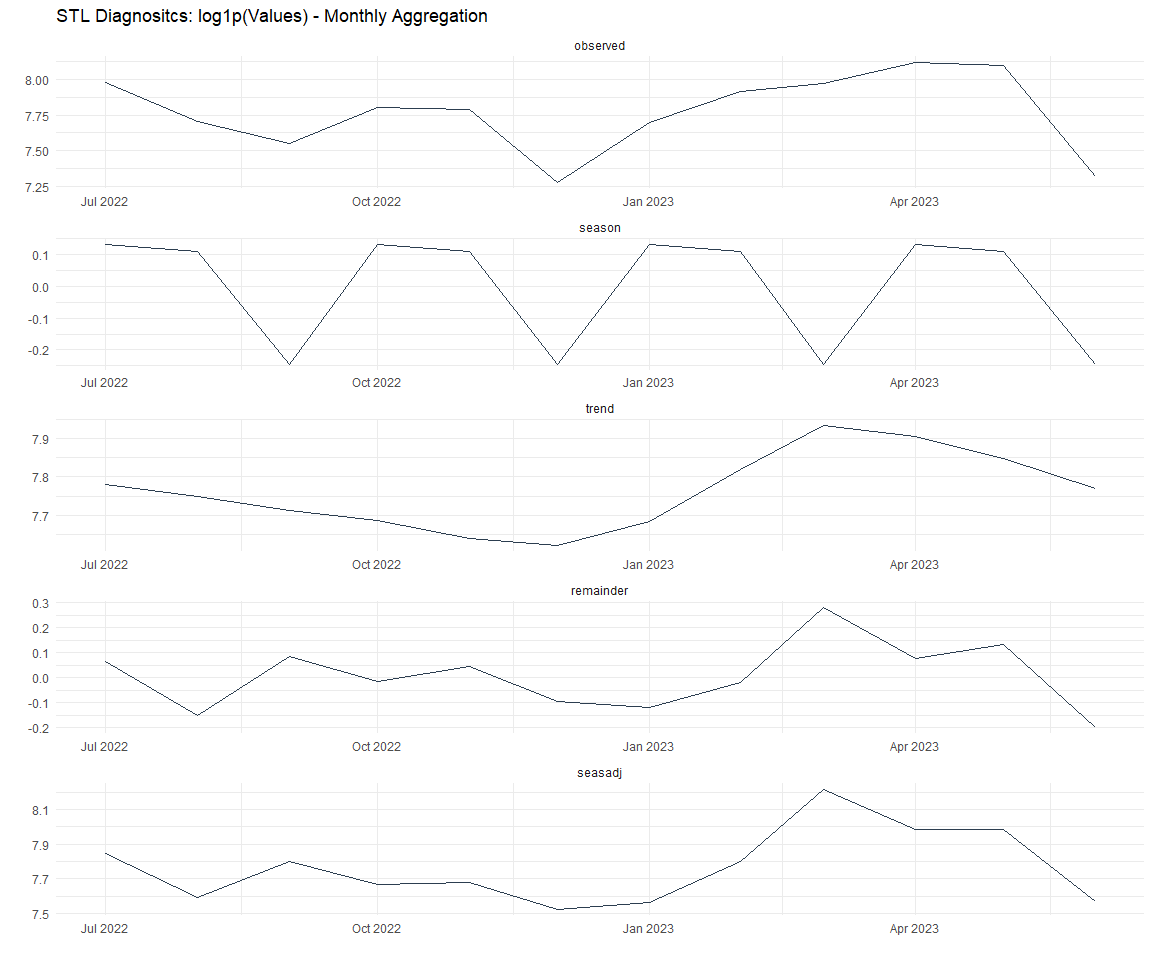 STL Diagnositcs: log1p(Values) - Monthly Aggregation
observed
8.00
7.75
7.50
7.25
Jul 2022 Oct 2022 Jan 2023 Apr 2023
season
0.1
0.0
-0.1
-0.2
Jul 2022 Oct 2022 Jan 2023 Apr 2023
trend
7.9
7.8
7.7
Jul 2022 Oct 2022 Jan 2023 Apr 2023
remainder
0.3
0.2
0.1
0.0
-0.1
-0.2
Jul 2022 Oct 2022 Jan 2023 Apr 2023
seasadj
8.1
7.9
7.7
7.5
Jul 2022 Oct 2022 Jan 2023 Apr 2023